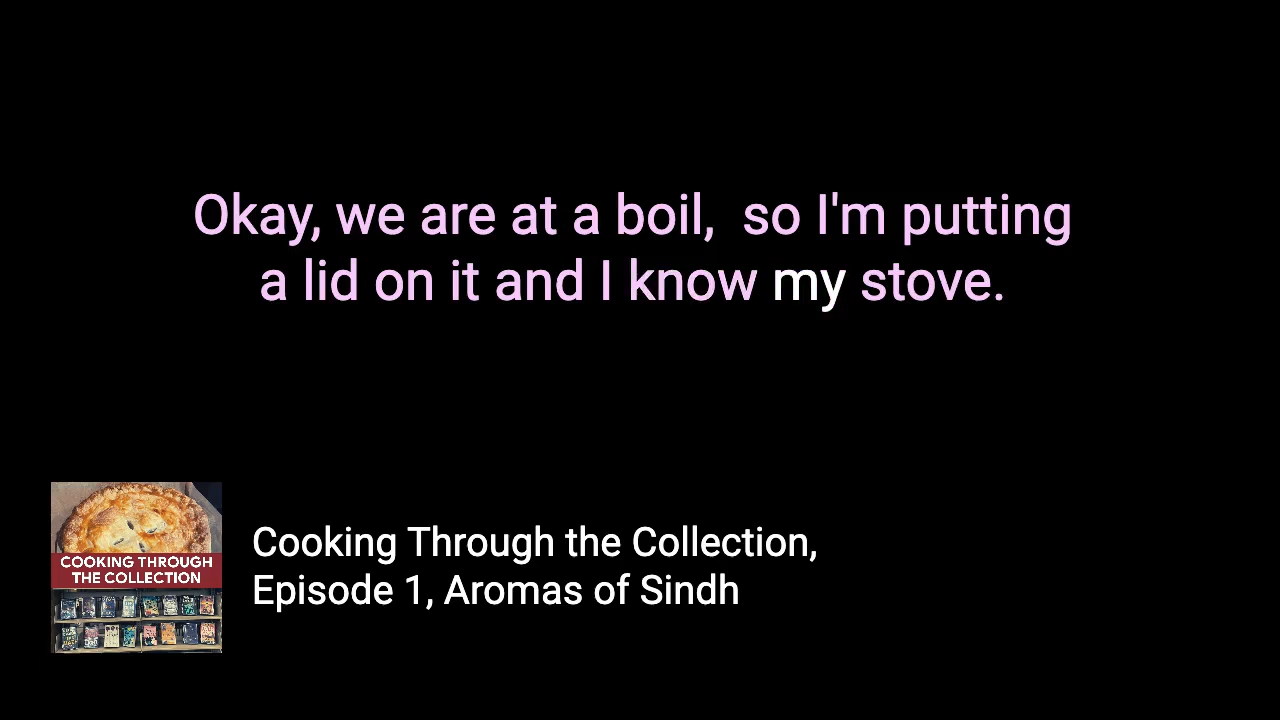 Okay, we are at a boil,  so I'm putting
a lid on it and I know my stove.
COOKING THROUGH
THE COLLECTION
Cooking Through the Collection,
Episode 1, Aromas of Sindh